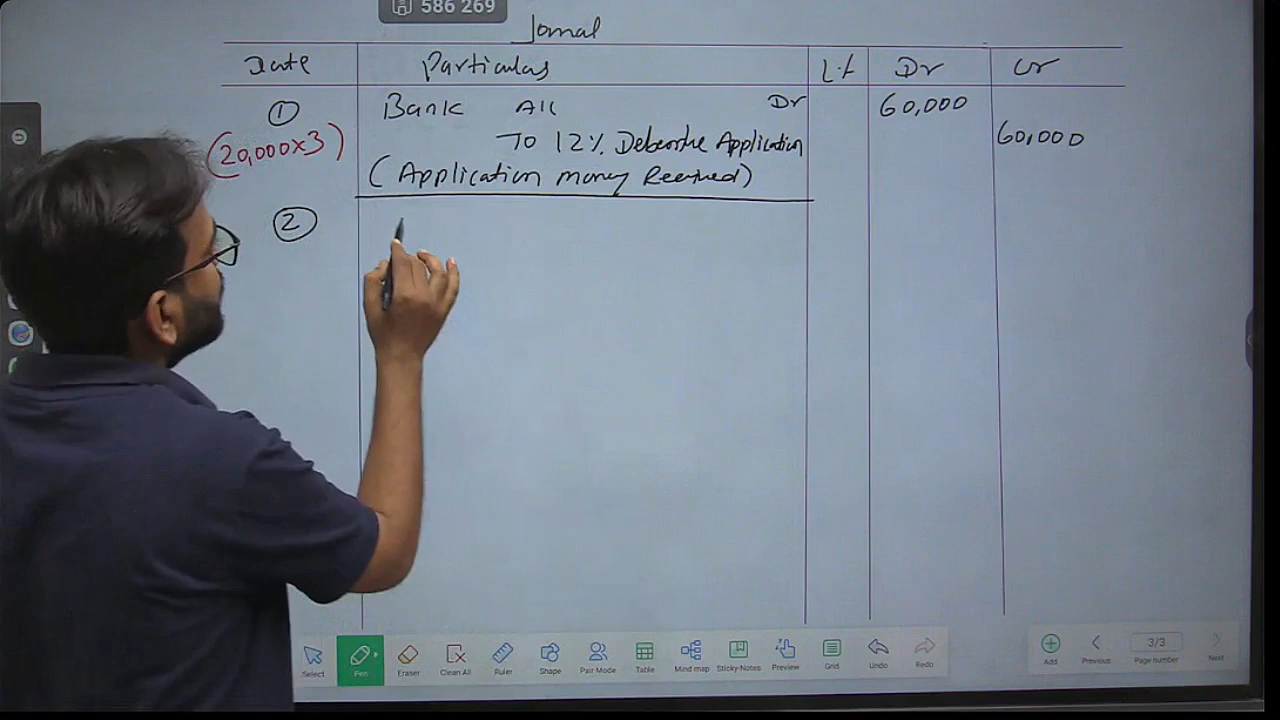 586 269
Jornal
Date Particulas L.f Dr Cr
① Bank A/c Dr 60,000
(20,000x3) To 12% Debenture Application 60,000
(Application money Received)
②
Select Pen Eraser Clean All Ruler Shape Pair Mode Table Mind map Sticky-Notes Preview Grid Undo Redo Add Previous 3/3 Page number Next